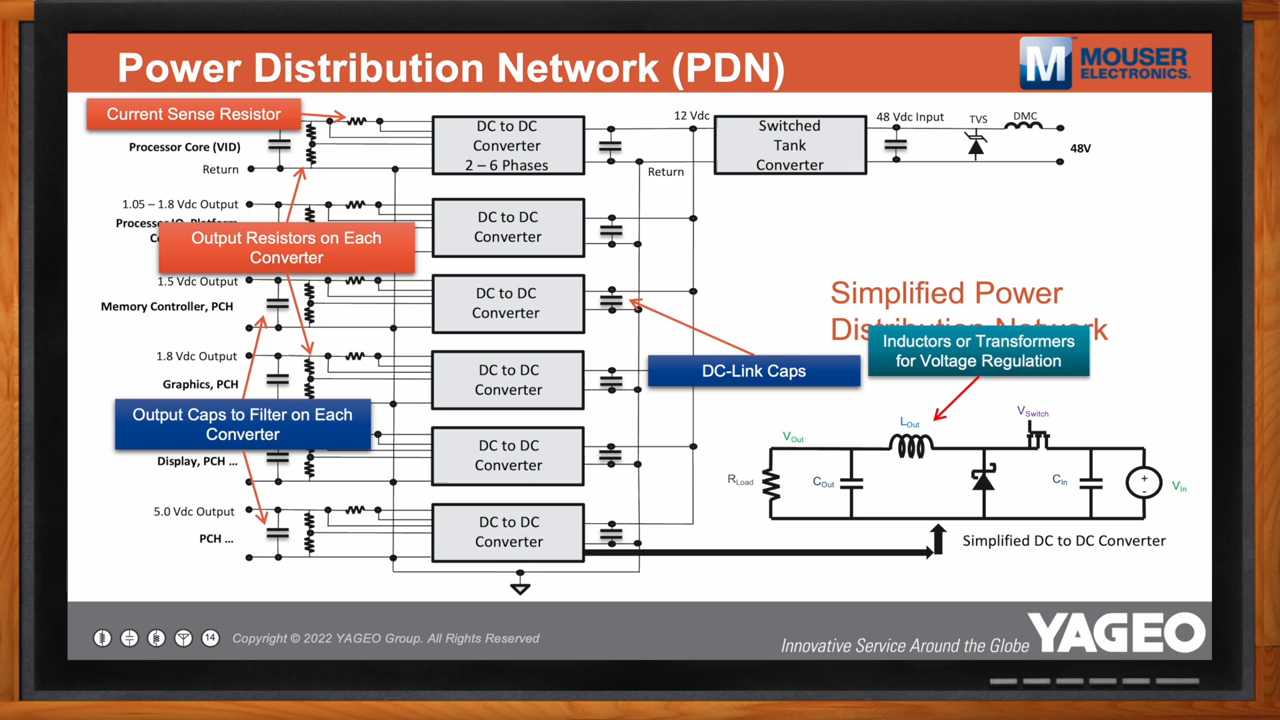 Power Distribution Network (PDN)
M MOUSER
ELECTRONICS.
Current Sense Resistor
Processor Core (VID)
Return
DC to DC
Converter
2 – 6 Phases
12 Vdc
Return
Switched
Tank
Converter
48 Vdc Input
TVS
DMC
48V
1.05 – 1.8 Vdc Output
Output Resistors on Each
Converter
DC to DC
Converter
1.5 Vdc Output
Memory Controller, PCH
DC to DC
Converter
Simplified Power
Distribution Network
Inductors or Transformers
for Voltage Regulation
DC-Link Caps
1.8 Vdc Output
Graphics, PCH
DC to DC
Converter
Output Caps to Filter on Each
Converter
Display, PCH ...
DC to DC
Converter
5.0 Vdc Output
PCH ...
DC to DC
Converter
VOut
LOut
VSwitch
RLoad
COut
CIn
+
-
VIn
Simplified DC to DC Converter
14
Copyright © 2022 YAGEO Group. All Rights Reserved
Innovative Service Around the Globe
YAGEO